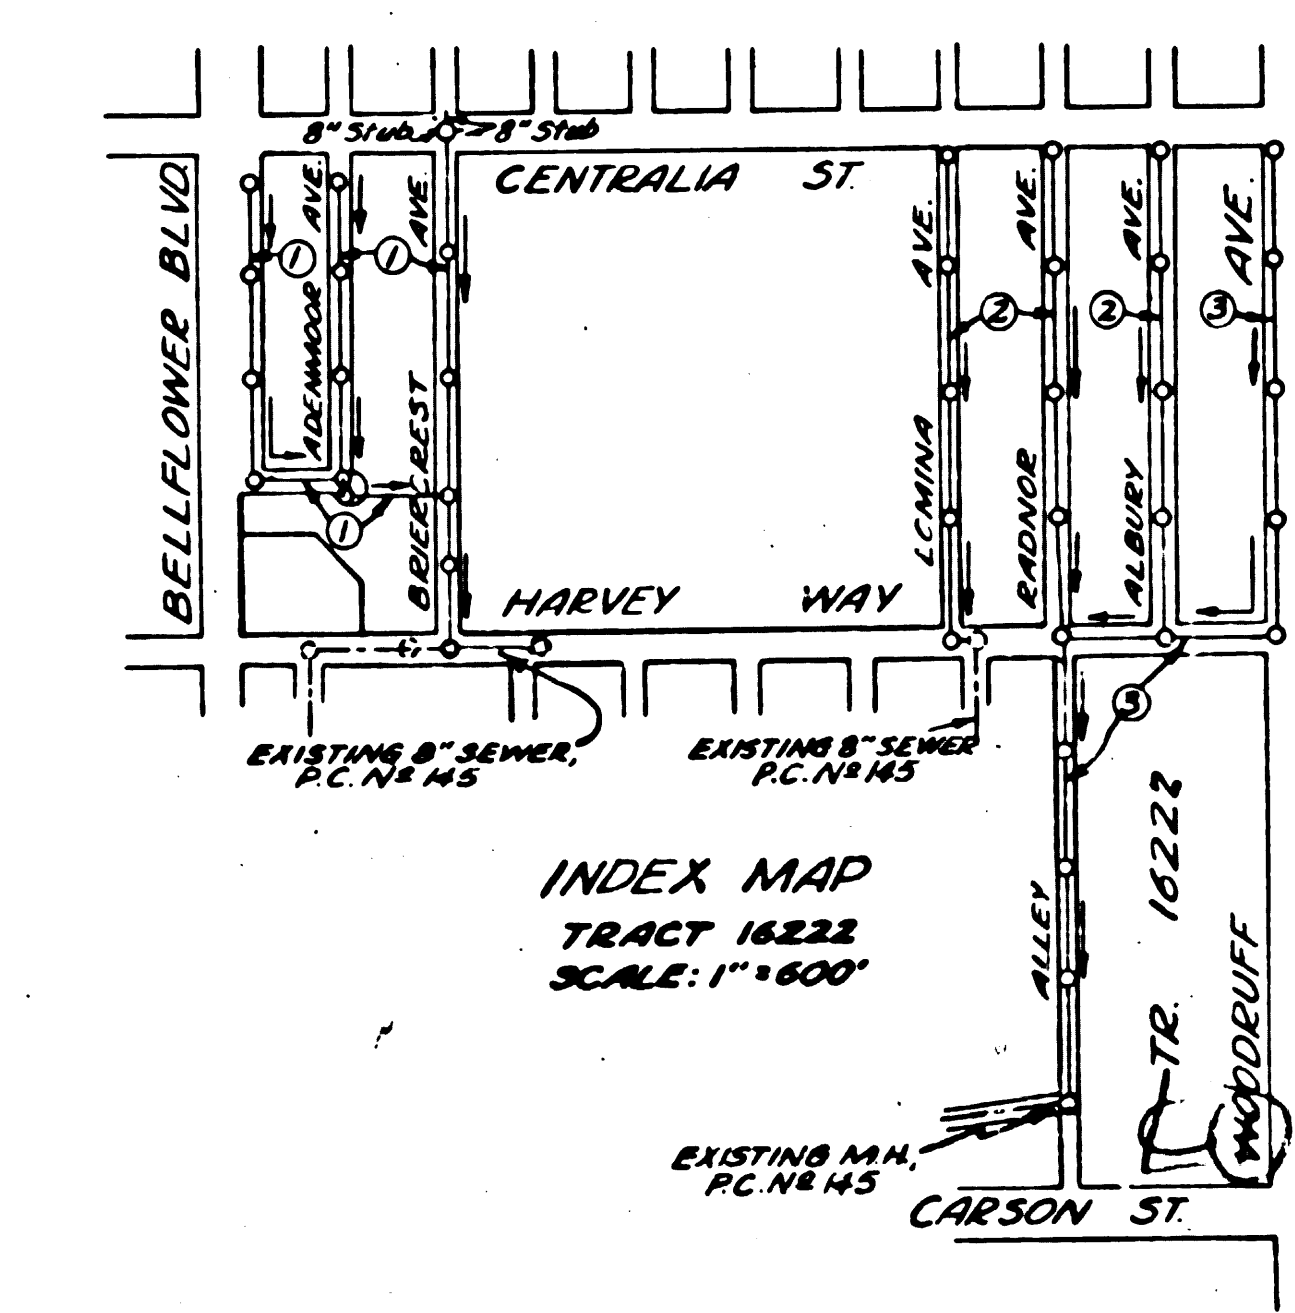 8" Stub
8" Stub
CENTRALIA ST.
BELLFLOWER BLVD.
ADENMOOR AVE.
BRIERCREST AVE.
LOMINA AVE.
RADNOR AVE.
ALBURY AVE.
AVE.
1
1
2
2
3
1
HARVEY WAY
3
EXISTING 8" SEWER,
P.C. Nº 145
EXISTING 8" SEWER
P.C. Nº 145
INDEX MAP
TRACT 16222
SCALE: 1" = 600'
ALLEY
TR. 16222
WOODRUFF
EXISTING M.H.,
P.C. Nº 145
CARSON ST.